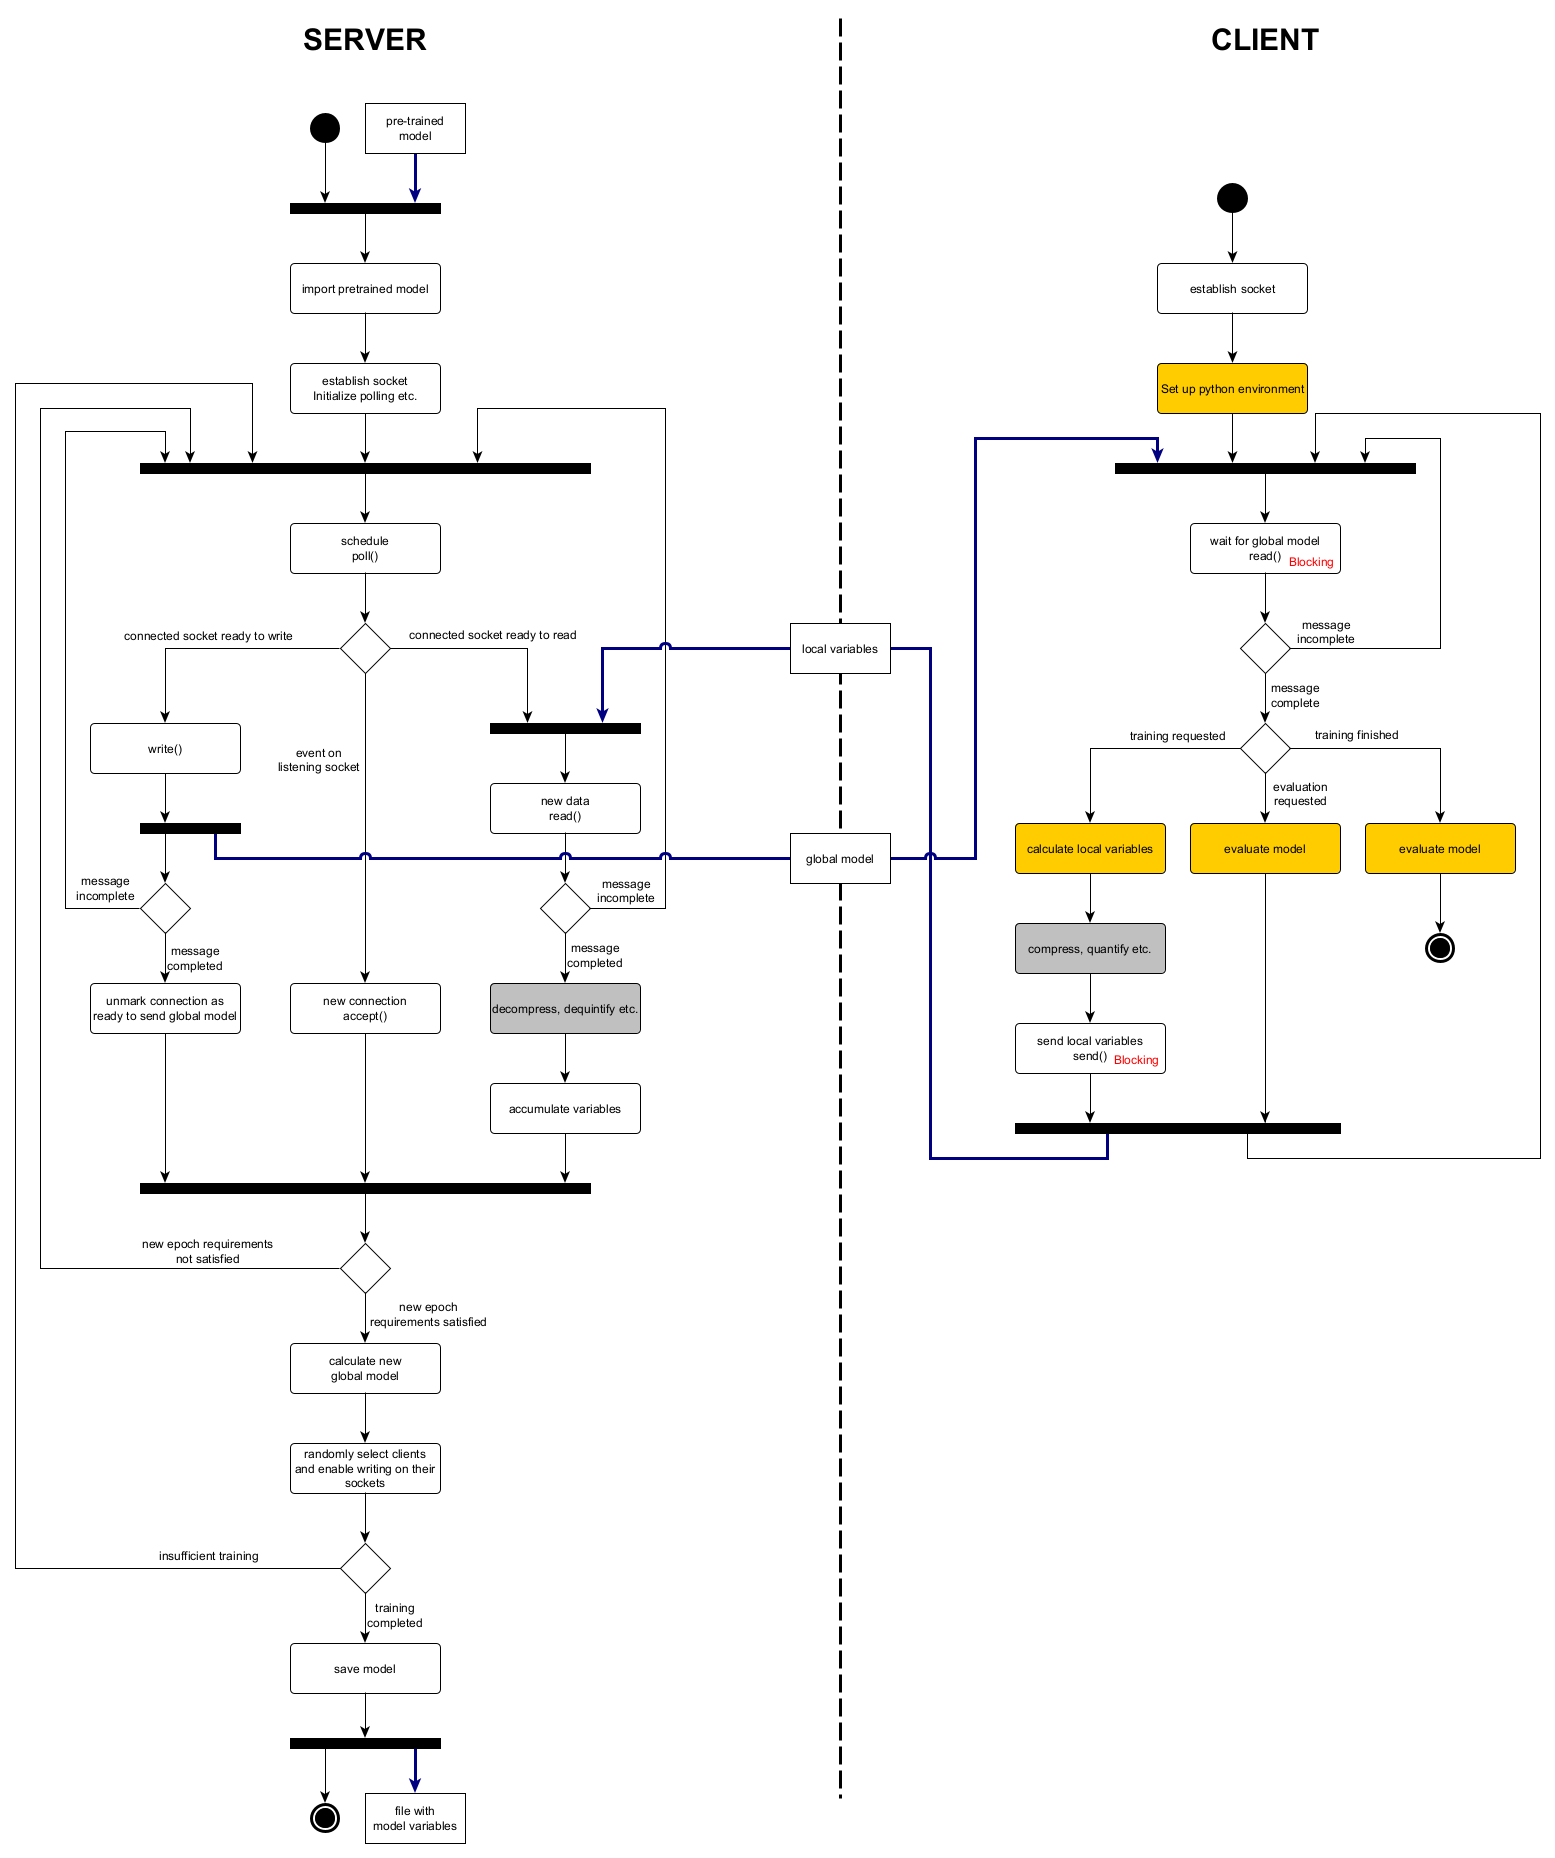 SERVER
CLIENT
pre-trained
model
import pretrained model
establish socket
establish socket
Initialize polling etc.
Set up python environment
schedule
poll()
wait for global model
read()
Blocking
connected socket ready to write
connected socket ready to read
local variables
message
incomplete
message
complete
write()
event on
listening socket
training requested
training finished
new data
read()
evaluation
requested
global model
calculate local variables
evaluate model
evaluate model
message
incomplete
message
incomplete
message
completed
message
completed
compress, quantify etc.
unmark connection as
ready to send global model
new connection
accept()
decompress, dequintify etc.
send local variables
send()
Blocking
accumulate variables
new epoch requirements
not satisfied
new epoch
requirements satisfied
calculate new
global model
randomly select clients
and enable writing on their
sockets
insufficient training
training
completed
save model
file with
model variables